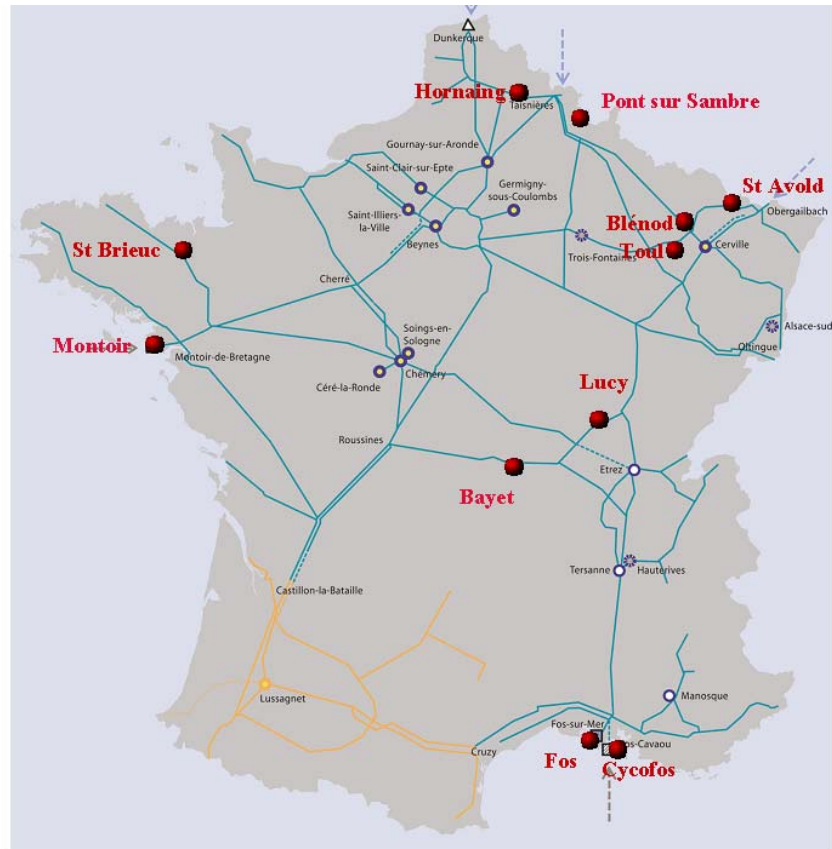 Dunkerque
Hornaing
Taisnières
Pont sur Sambre
Gournay-sur-Aronde
Saint-Clair-sur-Epte
Germigny-
sous-Coulombs
St Avold
Obergailbach
Saint-Illiers-
la-Ville
Blénod
St Brieuc
Beynes
Trois-Fontaines
Toul
Cerville
Cherré
Soings-en-
Sologne
Alsace-sud
Montoir
Montoir-de-Bretagne
Oltingue
Chémery
Céré-la-Ronde
Lucy
Roussines
Etrez
Bayet
Tersanne
Hauterives
Castillon-la-Bataille
Lussagnet
Manosque
Fos-sur-Mer
Cruzy
os-Cavaou
Fos
Cycofos